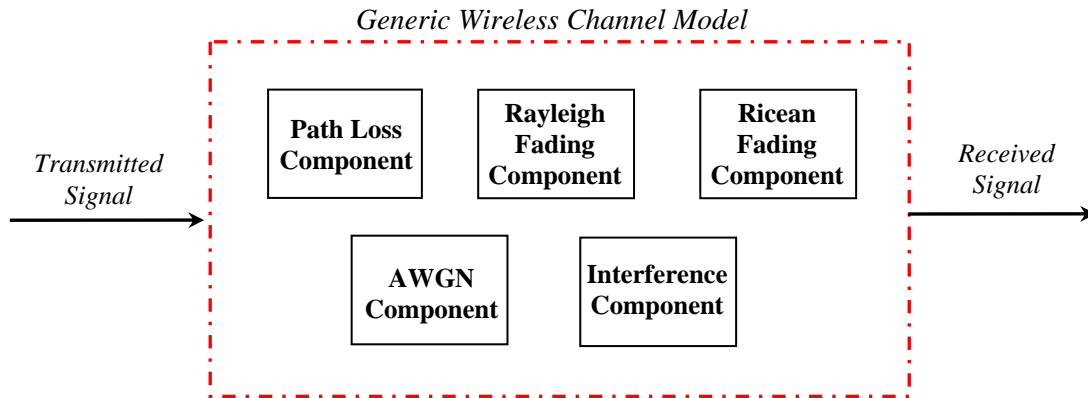 Generic Wireless Channel Model
Transmitted
Signal
Path Loss
Component
Rayleigh
Fading
Component
Ricean
Fading
Component
AWGN
Component
Interference
Component
Received
Signal